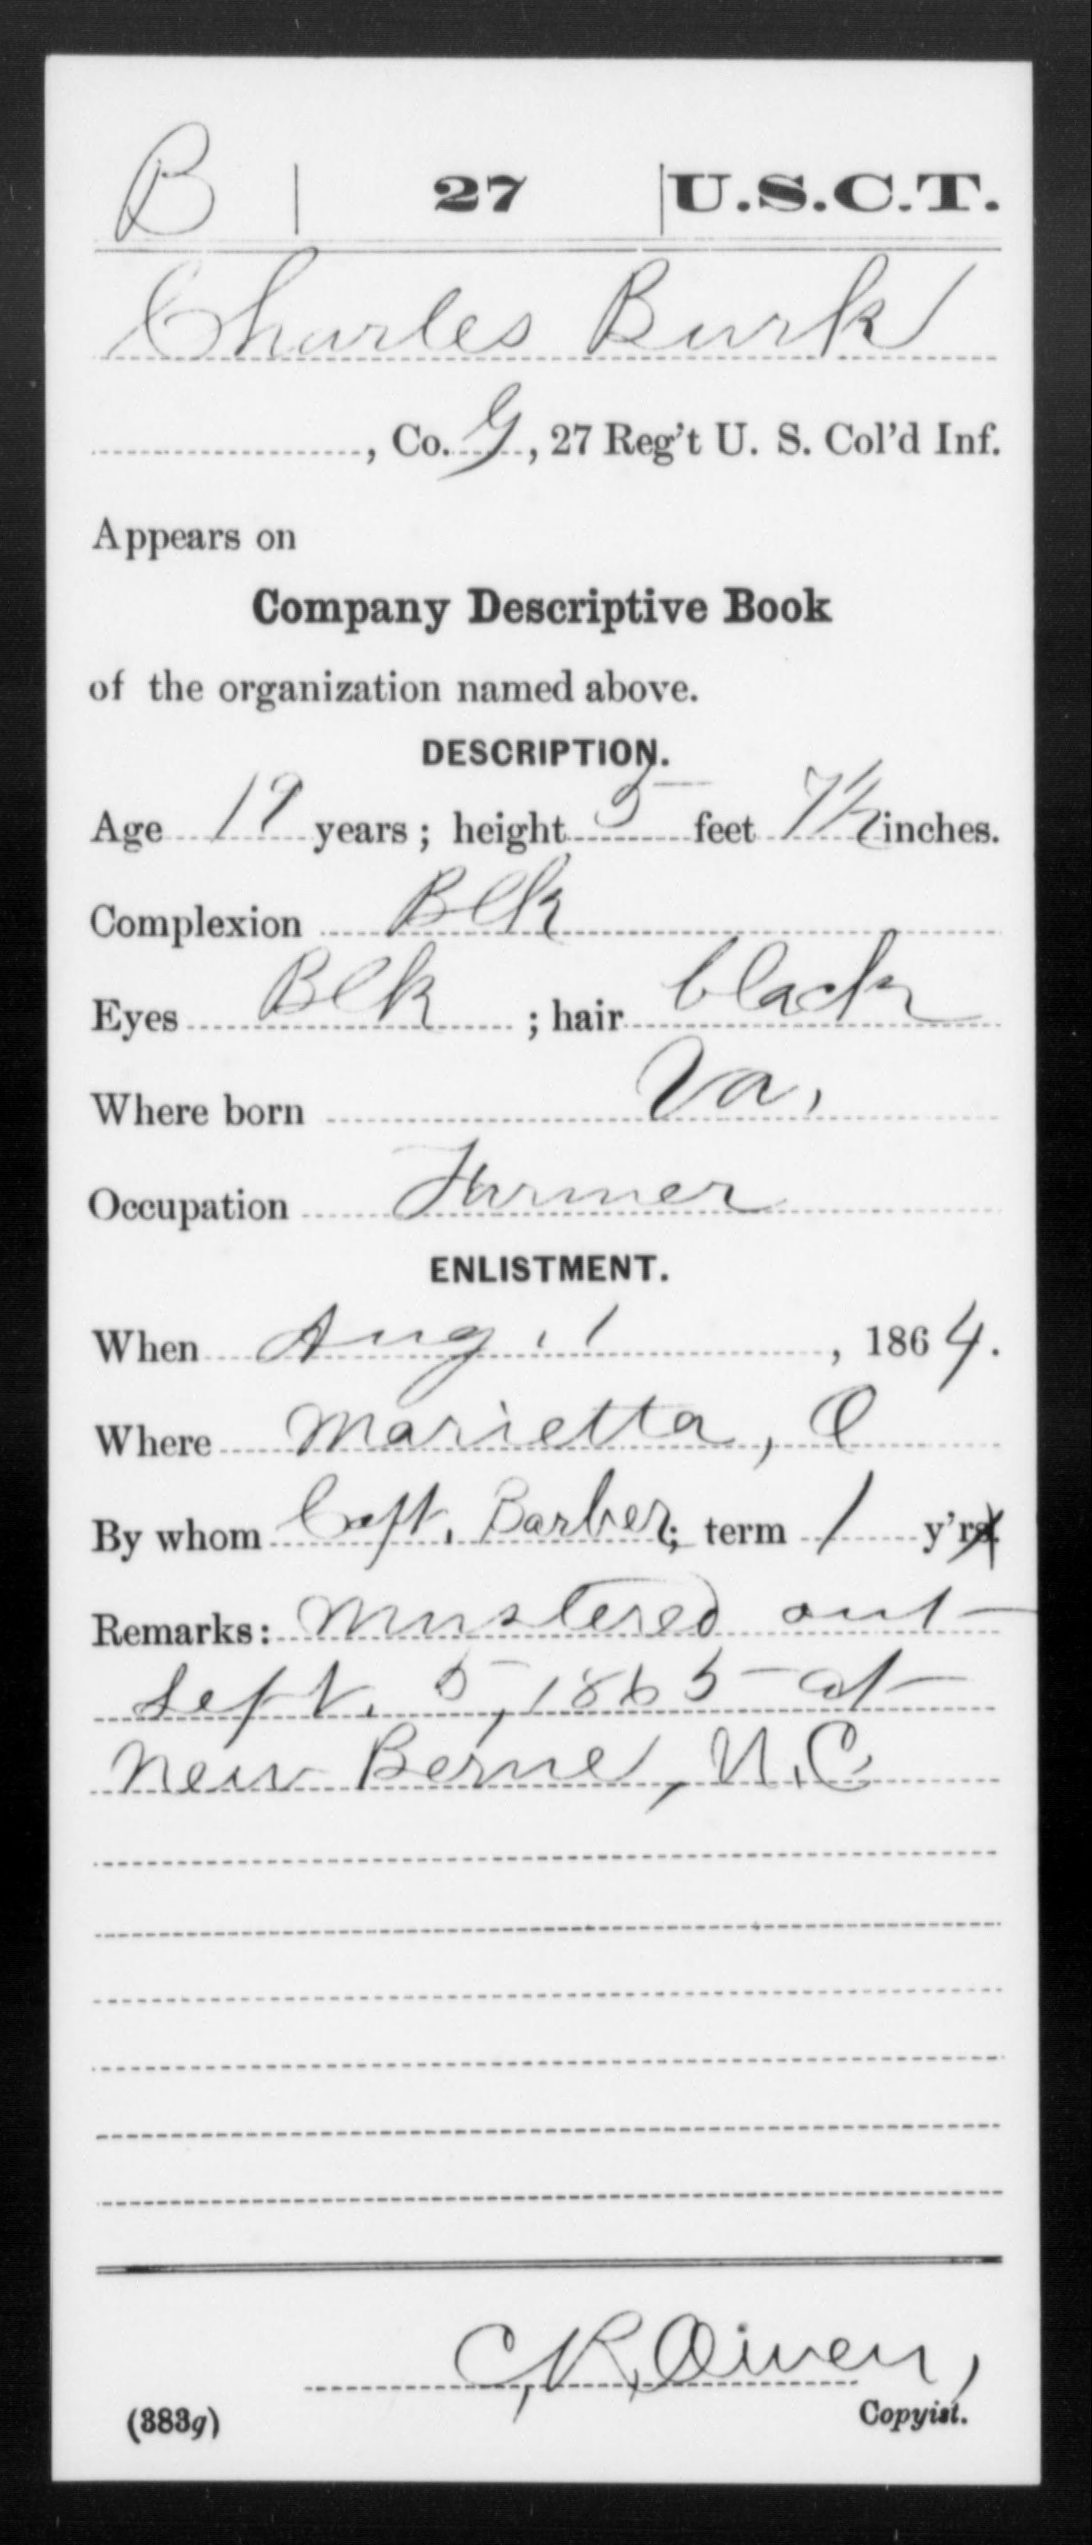 B | 27 | U.S.C.T.
Charles Burk
, Co. G, 27 Reg't U. S. Col'd Inf.
Appears on
Company Descriptive Book
of the organization named above.
DESCRIPTION.
Age 19 years; height 5 feet 7½ inches.
Complexion Blk
Eyes Blk; hair black
Where born Va,
Occupation Farmer
ENLISTMENT.
When Aug. 1, 1864.
Where Marietta, O
By whom Capt. Barber; term 1 y'r
Remarks: Mustered out
Sept. 5, 1865 at
New Berne, N.C
C, R, Owen,
(383g) Copyist.